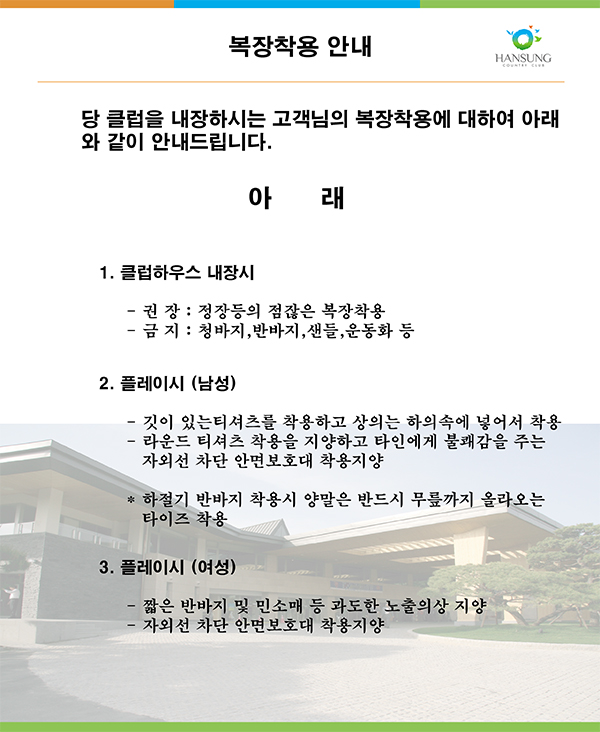 복장착용 안내
HANSUNG
COUNTRY CLUB
당 클럽을 내장하시는 고객님의 복장착용에 대하여 아래
와 같이 안내드립니다.
아 래
1. 클럽하우스 내장시
- 권 장 : 정장등의 점잖은 복장착용
- 금 지 : 청바지,반바지,샌들,운동화 등
2. 플레이시 (남성)
- 깃이 있는티셔츠를 착용하고 상의는 하의속에 넣어서 착용
- 라운드 티셔츠 착용을 지양하고 타인에게 불쾌감을 주는
자외선 차단 안면보호대 착용지양
* 하절기 반바지 착용시 양말은 반드시 무릎까지 올라오는
타이즈 착용
3. 플레이시 (여성)
- 짧은 반바지 및 민소매 등 과도한 노출의상 지양
- 자외선 차단 안면보호대 착용지양